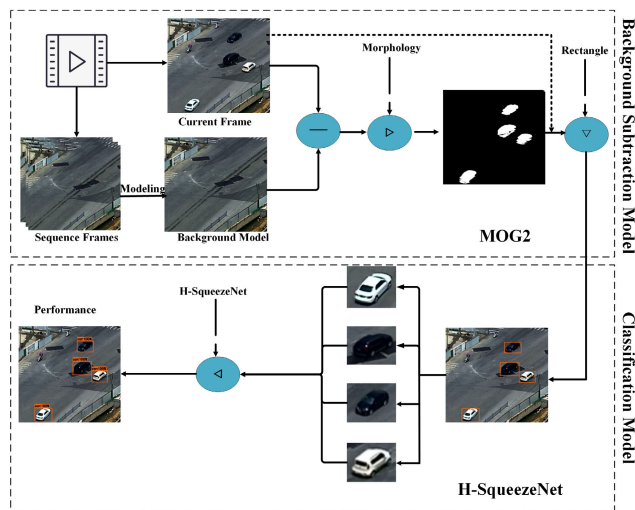 Morphology
Rectangle
Current Frame
Modeling
Sequence Frames
Background Model
MOG2
Background Subtraction Model
H-SqueezeNet
Performance
H-SqueezeNet
Classification Model